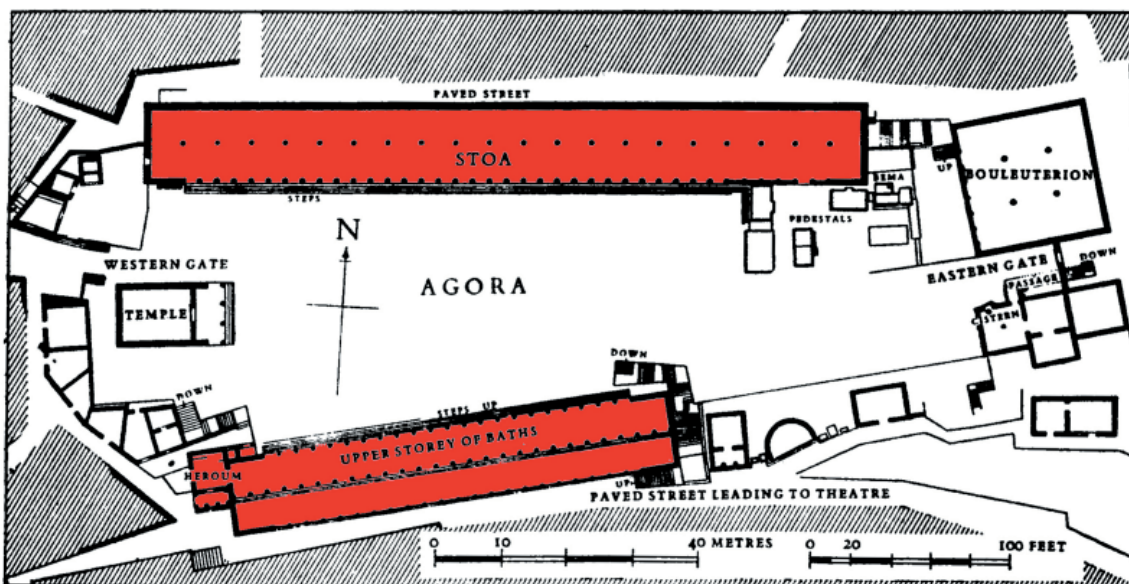 PAVED STREET
STOA
UP
BEMA
BOULEUTERION
STEPS
PEDESTALS
N
WESTERN GATE
AGORA
EASTERN GATE
DOWN
PASSAGE
TEMPLE
DOWN
DOWN
STEPS UP
UPPER STOREY OF BATHS
HEROUM
UP
PAVED STREET LEADING TO THEATRE
0 10 40 METRES
0 20 100 FEET